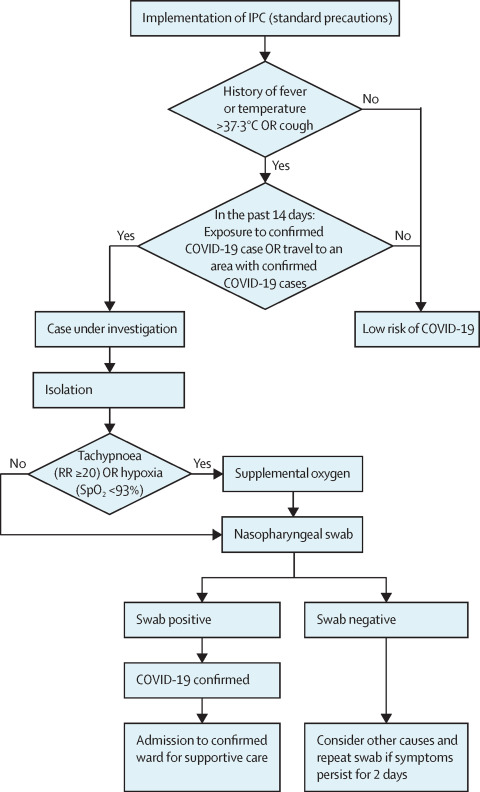 Implementation of IPC (standard precautions)
History of fever
or temperature
>37·3°C OR cough
No
Yes
In the past 14 days:
Exposure to confirmed
COVID-19 case OR travel to an
area with confirmed
COVID-19 cases
Yes
No
Case under investigation
Low risk of COVID-19
Isolation
Tachypnoea
(RR ≥20) OR hypoxia
(SpO₂ <93%)
No
Yes
Supplemental oxygen
Nasopharyngeal swab
Swab positive
Swab negative
COVID-19 confirmed
Admission to confirmed
ward for supportive care
Consider other causes and
repeat swab if symptoms
persist for 2 days